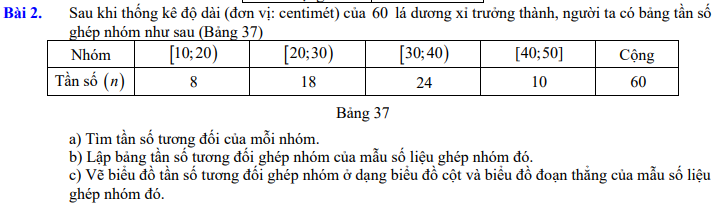 Bài 2. Sau khi thống kê độ dài (đơn vị: centimét) của 60 lá dương xỉ trưởng thành, người ta có bảng tần số
ghép nhóm như sau (Bảng 37)
Nhóm [10;20) [20;30) [30;40) [40;50] Cộng
Tần số (n) 8 18 24 10 60
Bảng 37
a) Tìm tần số tương đối của mỗi nhóm.
b) Lập bảng tần số tương đối ghép nhóm của mẫu số liệu ghép nhóm đó.
c) Vẽ biểu đồ tần số tương đối ghép nhóm ở dạng biểu đồ cột và biểu đồ đoạn thẳng của mẫu số liệu
ghép nhóm đó.